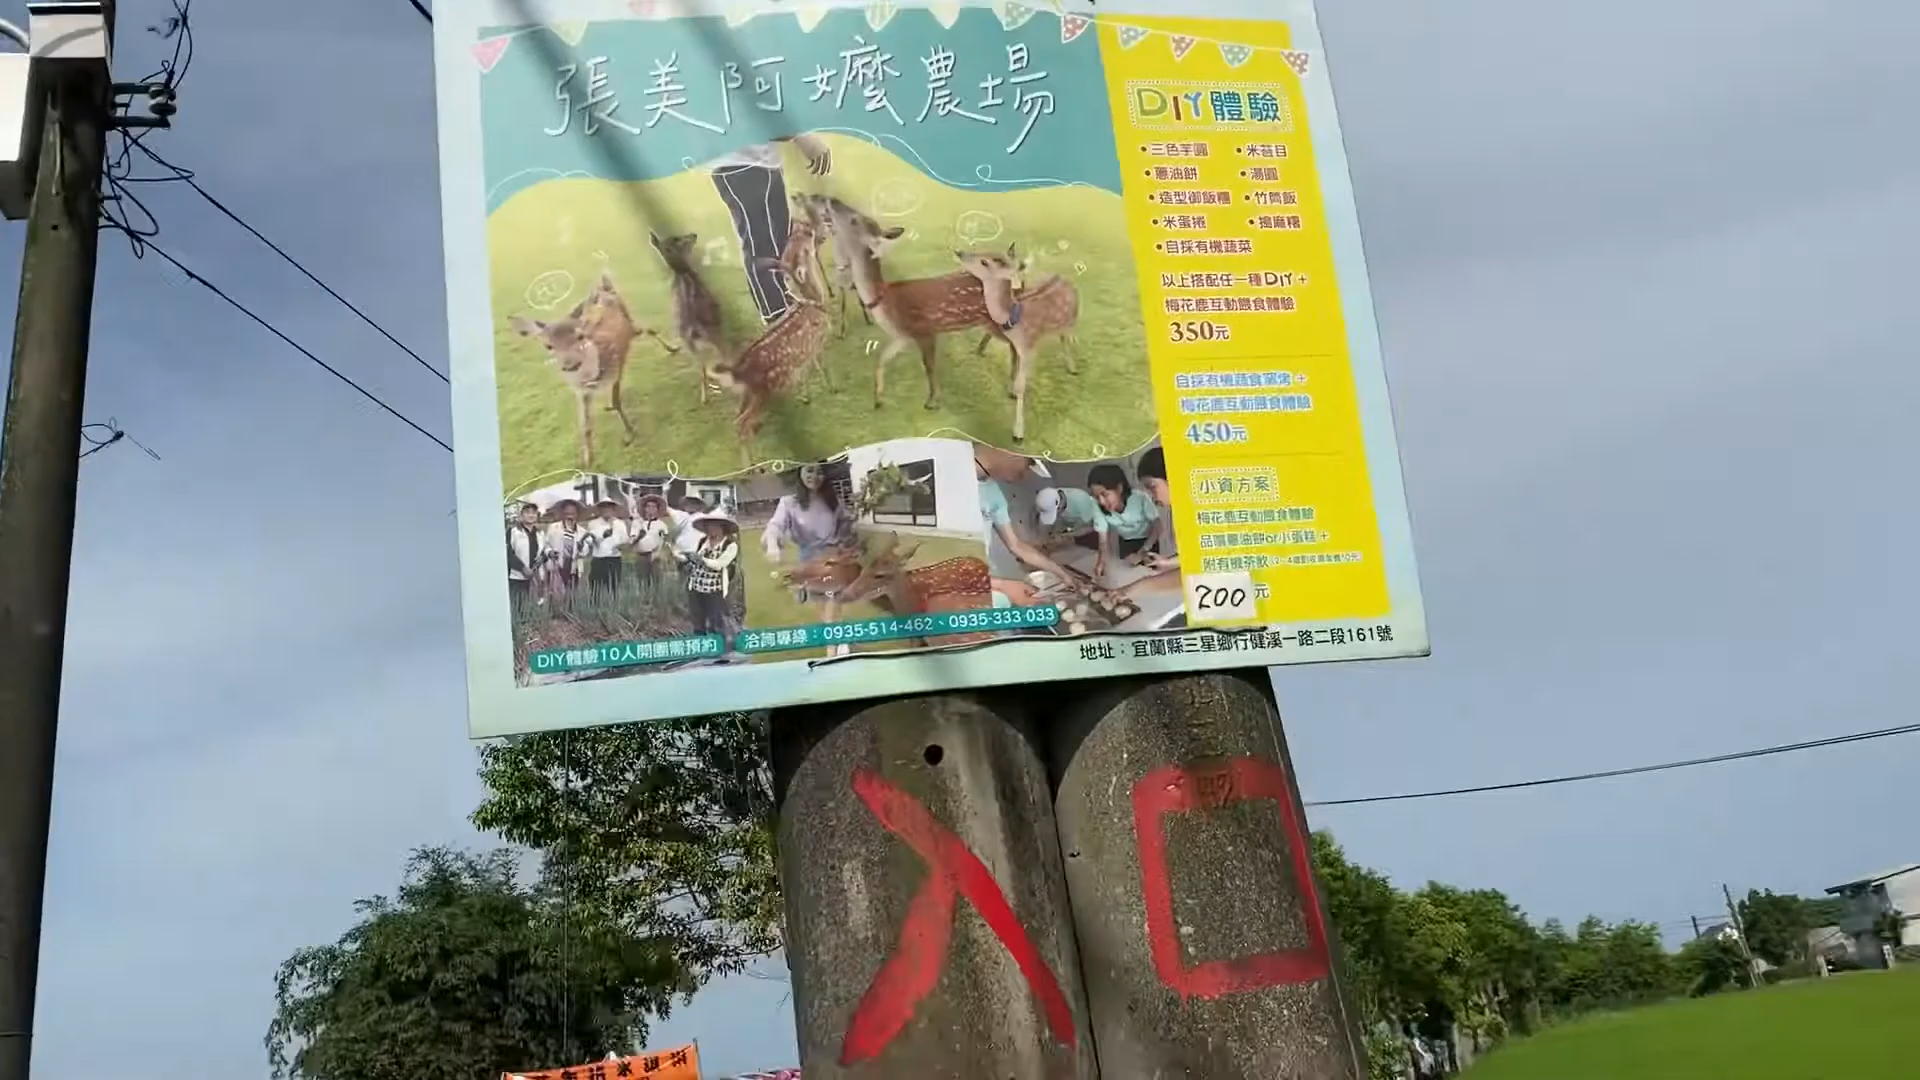 張美阿嬤農場
DIY體驗
•三色芋圓 •米苔目
•蔥油餅 •湯圓
•造型御飯糰 •竹筒飯
•米蛋捲 •搗麻糬
•自採有機蔬菜
以上搭配任一種DIY+
梅花鹿互動餵食體驗
350元
自採有機蔬食窯烤+
梅花鹿互動餵食體驗
450元
小資方案
梅花鹿互動餵食體驗
品嚐蔥油餅or小蛋糕+
附有機茶飲
200元
DIY體驗10人開團需預約
洽詢專線：0935-514-462、0935-333-033
地址：宜蘭縣三星鄉行健溪一路二段161號
入口